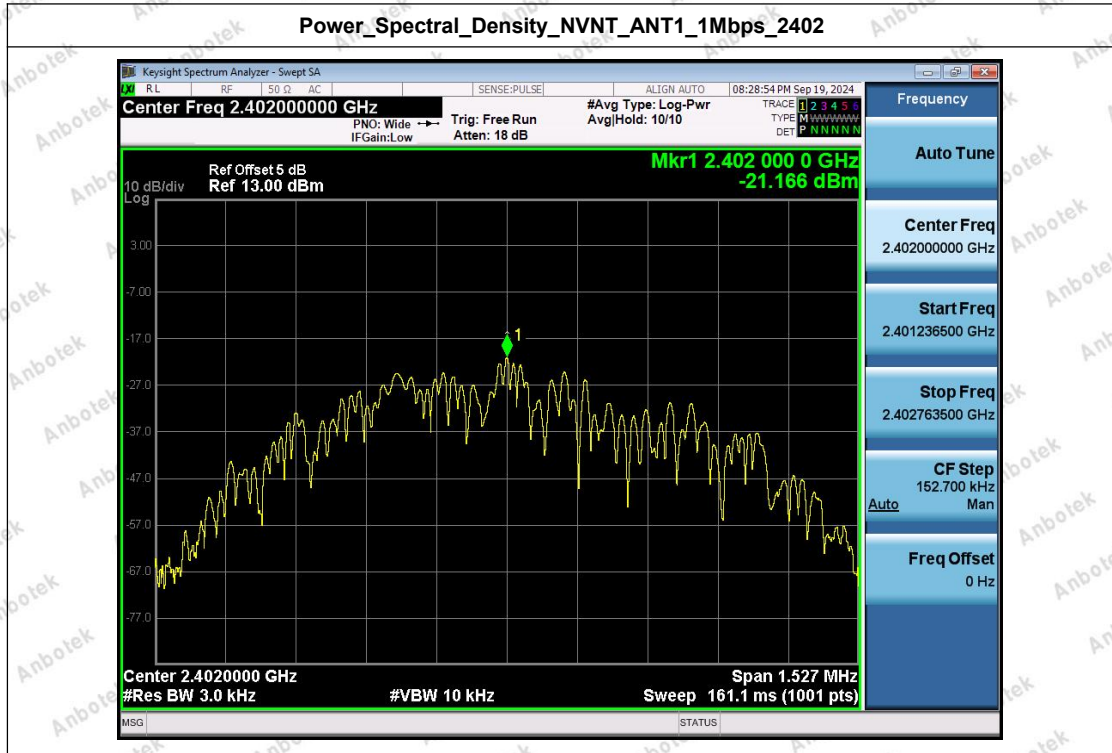 Power_Spectral_Density_NVNT_ANT1_1Mbps_2402
Keysight Spectrum Analyzer - Swept SA
LXI RL RF 50 Ω AC SENSE:PULSE ALIGN AUTO 08:28:54 PM Sep 19, 2024
Center Freq 2.402000000 GHz
PNO: Wide
IFGain:Low
Trig: Free Run
Atten: 18 dB
#Avg Type: Log-Pwr
Avg|Hold: 10/10
TRACE 1 2 3 4 5 6
TYPE M WWWWW
DET P N N N N N
Mkr1 2.402 000 0 GHz
-21.166 dBm
Ref Offset 5 dB
10 dB/div Ref 13.00 dBm
Log
3.00
-7.00
-17.0
-27.0
-37.0
-47.0
-57.0
-67.0
-77.0
1
Center 2.4020000 GHz Span 1.527 MHz
#Res BW 3.0 kHz #VBW 10 kHz Sweep 161.1 ms (1001 pts)
MSG STATUS
Frequency
Auto Tune
Center Freq
2.402000000 GHz
Start Freq
2.401236500 GHz
Stop Freq
2.402763500 GHz
CF Step
152.700 kHz
Auto Man
Freq Offset
0 Hz
Anbotek